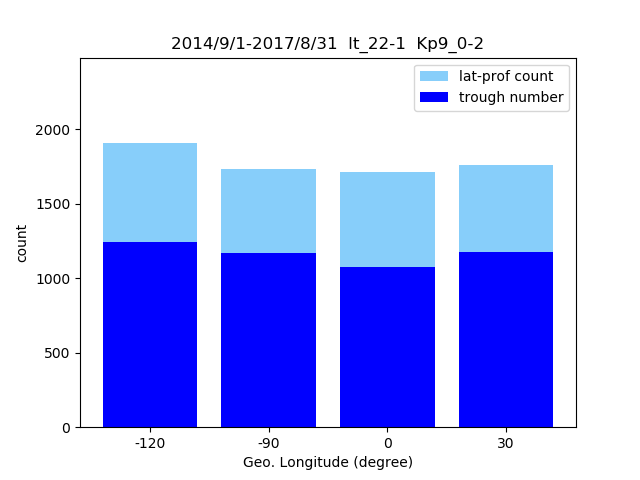 2014/9/1-2017/8/31  lt_22-1  Kp9_0-2
lat-prof count
trough number
2000
1500
1000
500
0
count
-120 -90 0 30
Geo. Longitude (degree)